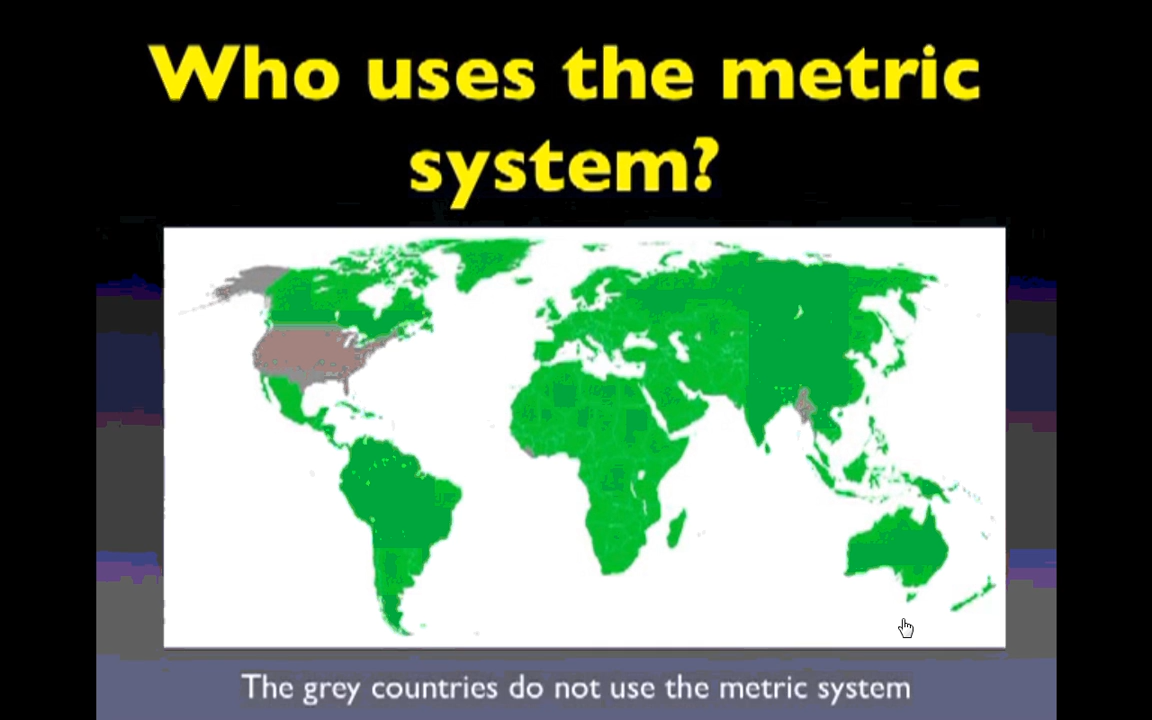 Who uses the metric
system?
The grey countries do not use the metric system